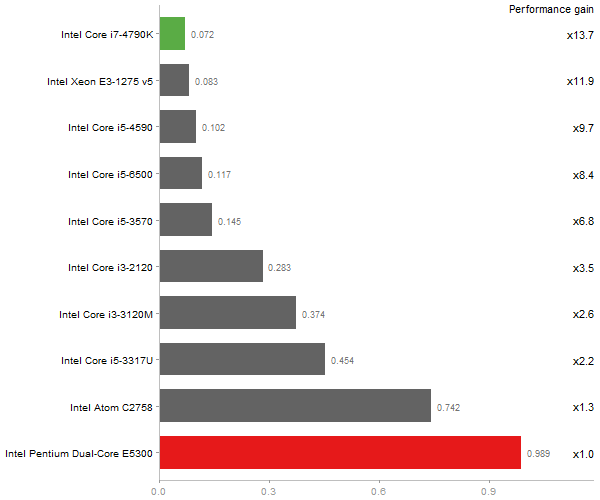 Performance gain
Intel Core i7-4790K 0.072 x13.7
Intel Xeon E3-1275 v5 0.083 x11.9
Intel Core i5-4590 0.102 x9.7
Intel Core i5-6500 0.117 x8.4
Intel Core i5-3570 0.145 x6.8
Intel Core i3-2120 0.283 x3.5
Intel Core i3-3120M 0.374 x2.6
Intel Core i5-3317U 0.454 x2.2
Intel Atom C2758 0.742 x1.3
Intel Pentium Dual-Core E5300 0.989 x1.0
0.0 0.3 0.6 0.9